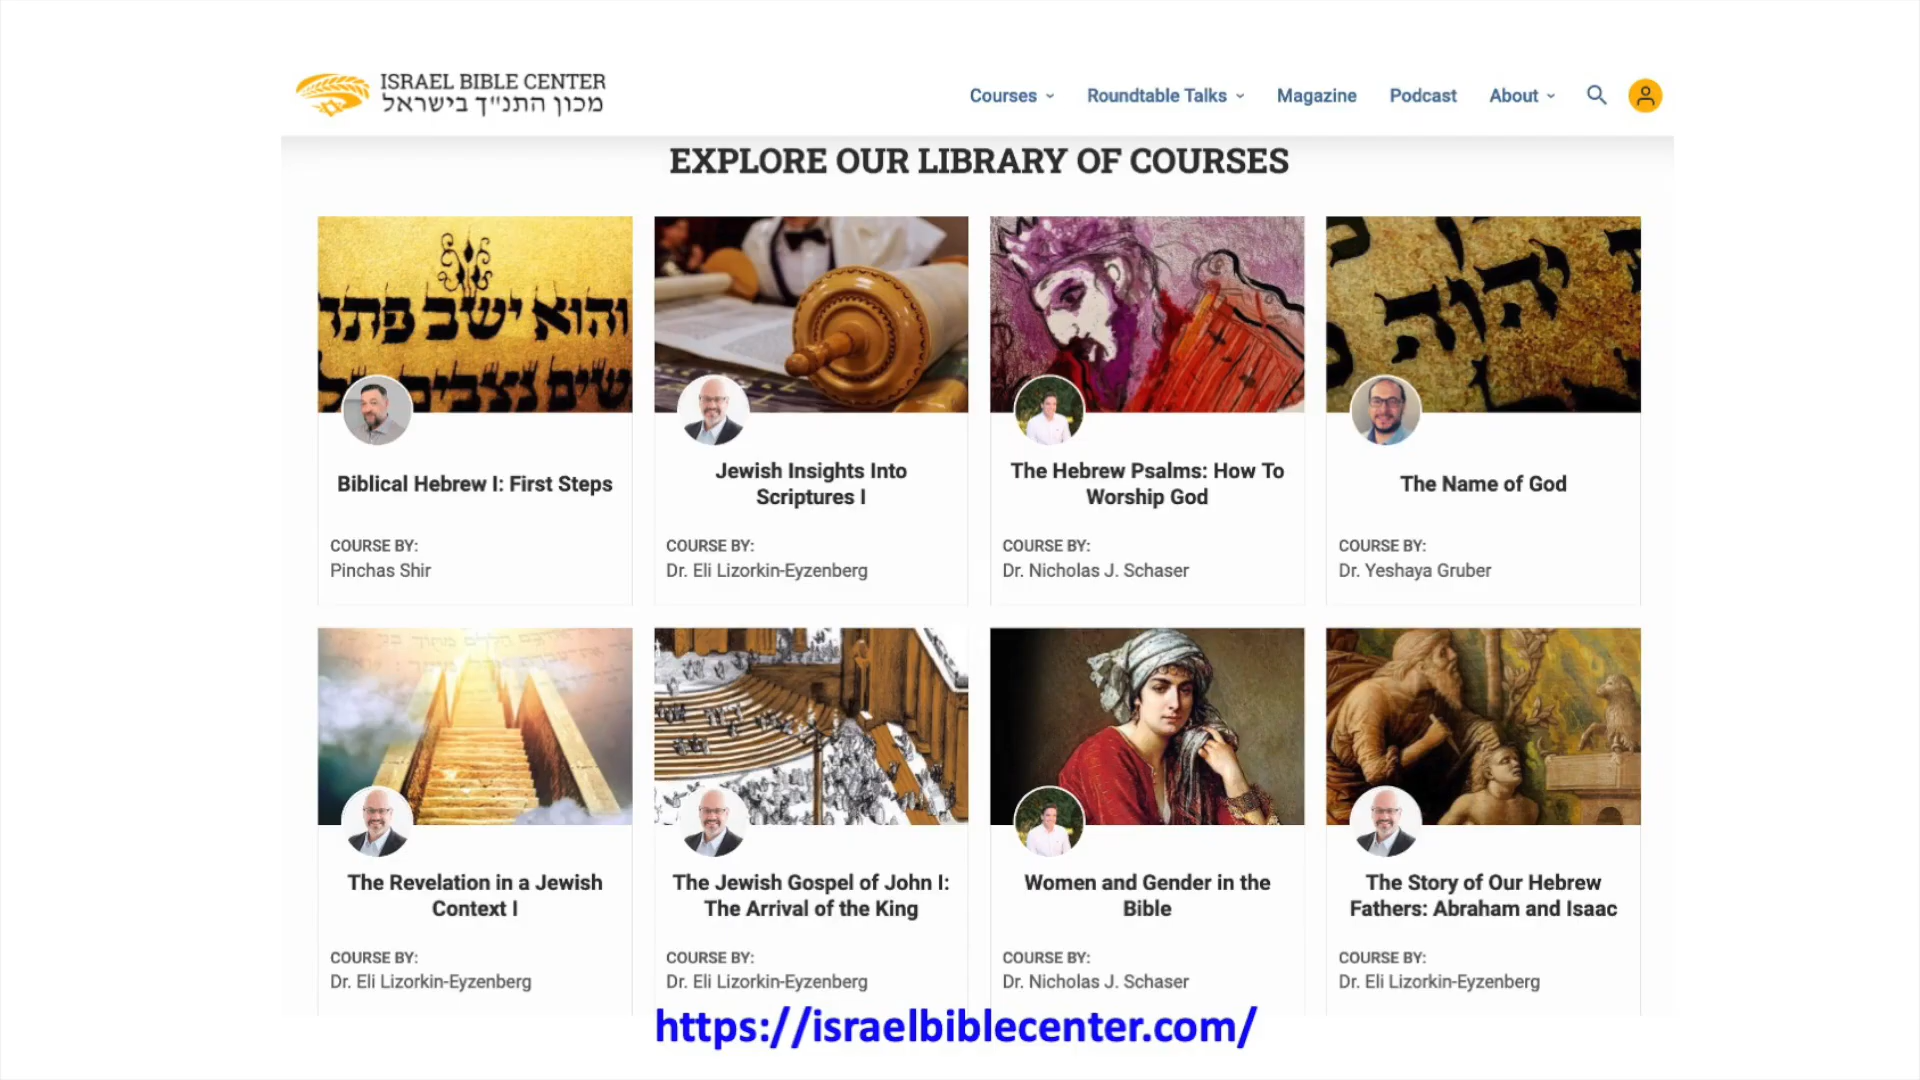 ISRAEL BIBLE CENTER
מכון התנ"ך בישראל
Courses
Roundtable Talks
Magazine
Podcast
About
EXPLORE OUR LIBRARY OF COURSES
והוא ישב פתח
יהוה
Biblical Hebrew I: First Steps
COURSE BY:
Pinchas Shir
Jewish Insights Into
Scriptures I
COURSE BY:
Dr. Eli Lizorkin-Eyzenberg
The Hebrew Psalms: How To
Worship God
COURSE BY:
Dr. Nicholas J. Schaser
The Name of God
COURSE BY:
Dr. Yeshaya Gruber
The Revelation in a Jewish
Context I
COURSE BY:
Dr. Eli Lizorkin-Eyzenberg
The Jewish Gospel of John I:
The Arrival of the King
COURSE BY:
Dr. Eli Lizorkin-Eyzenberg
Women and Gender in the
Bible
COURSE BY:
Dr. Nicholas J. Schaser
The Story of Our Hebrew
Fathers: Abraham and Isaac
COURSE BY:
Dr. Eli Lizorkin-Eyzenberg
https://israelbiblecenter.com/